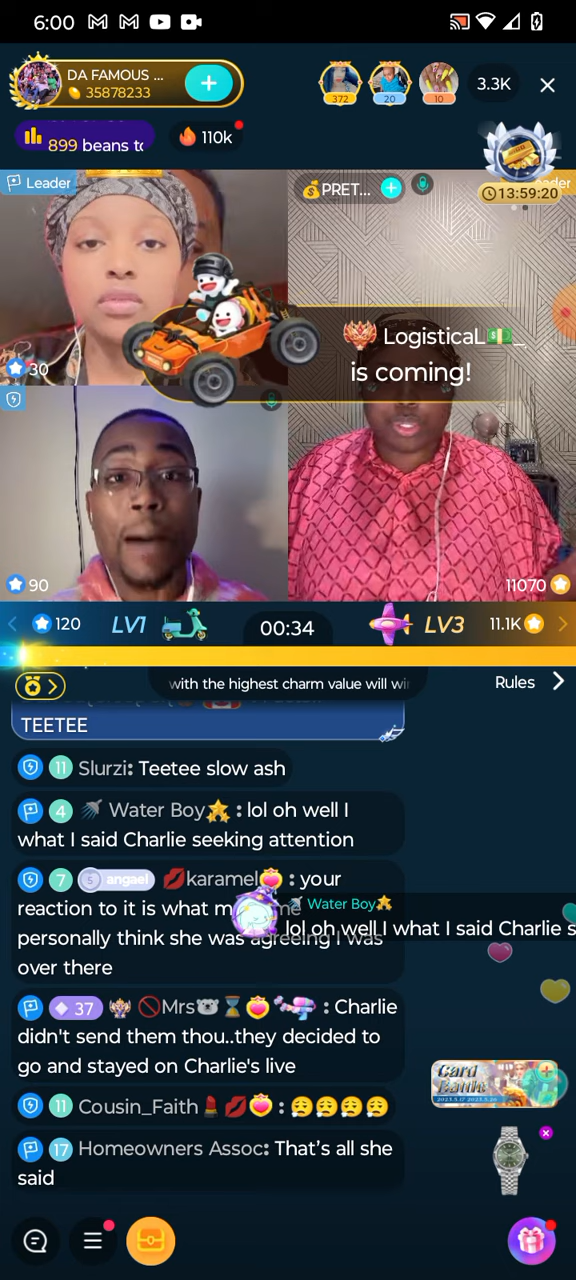 6:00
DA FAMOUS ...
35878233
372
20
10
3.3K
899 beans to
110k
13:59:20
Leader
💰PRET...
LogisticaL💵_
is coming!
30
90
11070
120
LV1
00:34
LV3
11.1K
with the highest charm value will wi
Rules
TEETEE
11 Slurzi: Teetee slow ash
4 🚿 Water Boy⭐ : lol oh well I
what I said Charlie seeking attention
7 5 angael 💋karamel : your
reaction to it is what m me
personally think she was agreeing I was
over there
🚿 Water Boy⭐
lol oh well I what I said Charlie s
37 🚫Mrs🐻‍❄️⏳🔫 : Charlie
didn't send them thou..they decided to
go and stayed on Charlie's live
11 Cousin_Faith💄💋 : 😥😥😥😥
17 Homeowners Assoc: That's all she
said
Card
Battle